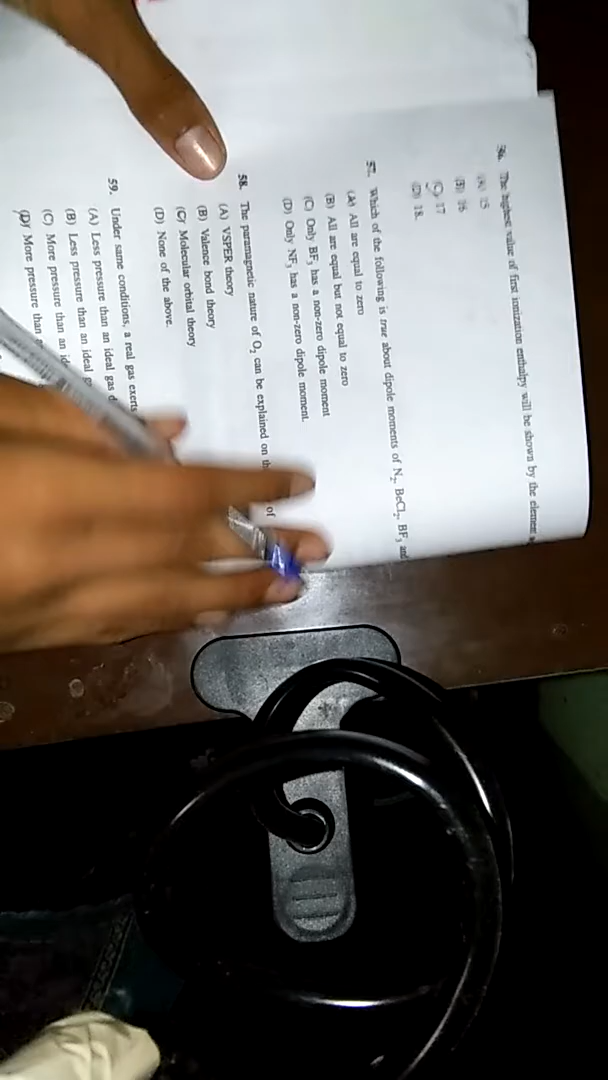 56. The highest value of first ionization enthalpy will be shown by the element
(A) 15
(B) 16
(C) 17
(D) 18.
57. Which of the following is true about dipole moments of N₂, BeCl₂, BF₃ and
(A) All are equal to zero
(B) All are equal but not equal to zero
(C) Only BF₃ has a non-zero dipole moment
(D) Only NF₃ has a non-zero dipole moment.
58. The paramagnetic nature of O₂ can be explained on of
(A) VSPER theory
(B) Valence bond theory
(C) Molecular orbital theory
(D) None of the above.
59. Under same conditions, a real gas exerts
(A) Less pressure than an ideal gas
(B) Less pressure than an ideal
(C) More pressure than an
(D) More pressure than